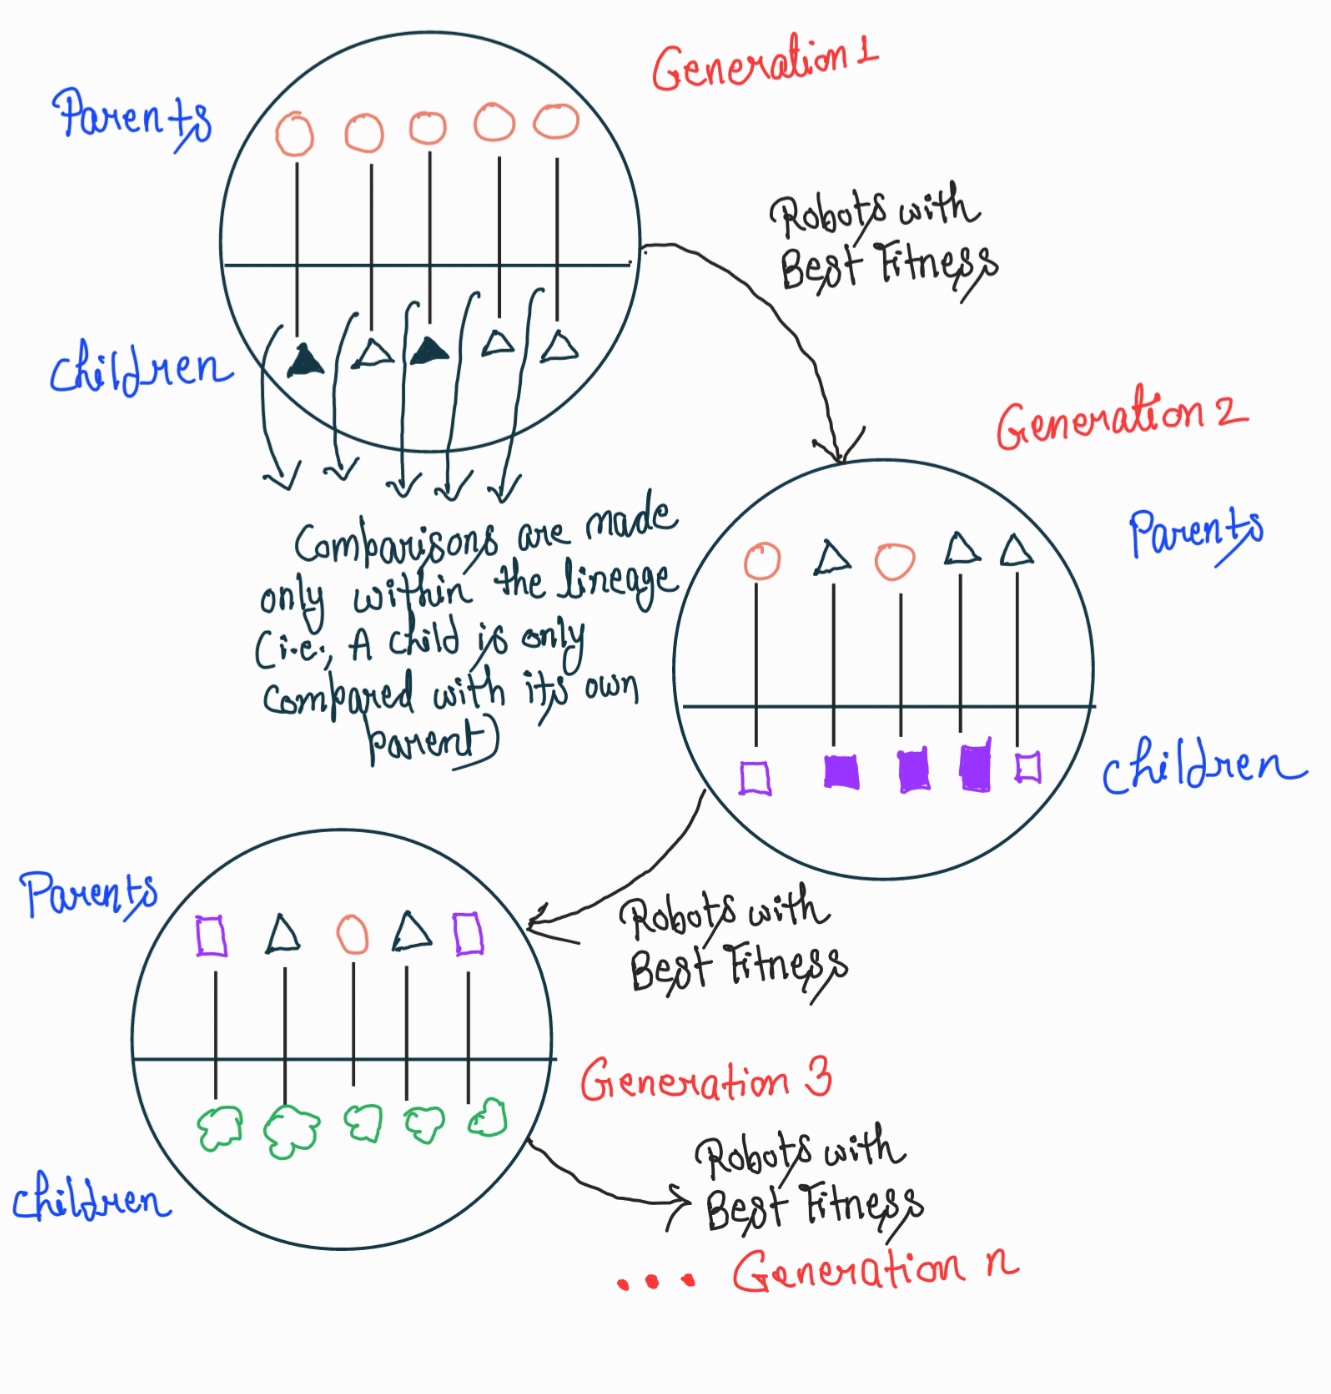 Generation 1
Parents
Robots with
Best Fitness
Children
Generation 2
Parents
Comparisons are made
only within the lineage
(i.e., A child is only
compared with its own
parent)
Children
Parents
Robots with
Best Fitness
Generation 3
Children
Robots with
Best Fitness
... Generation n